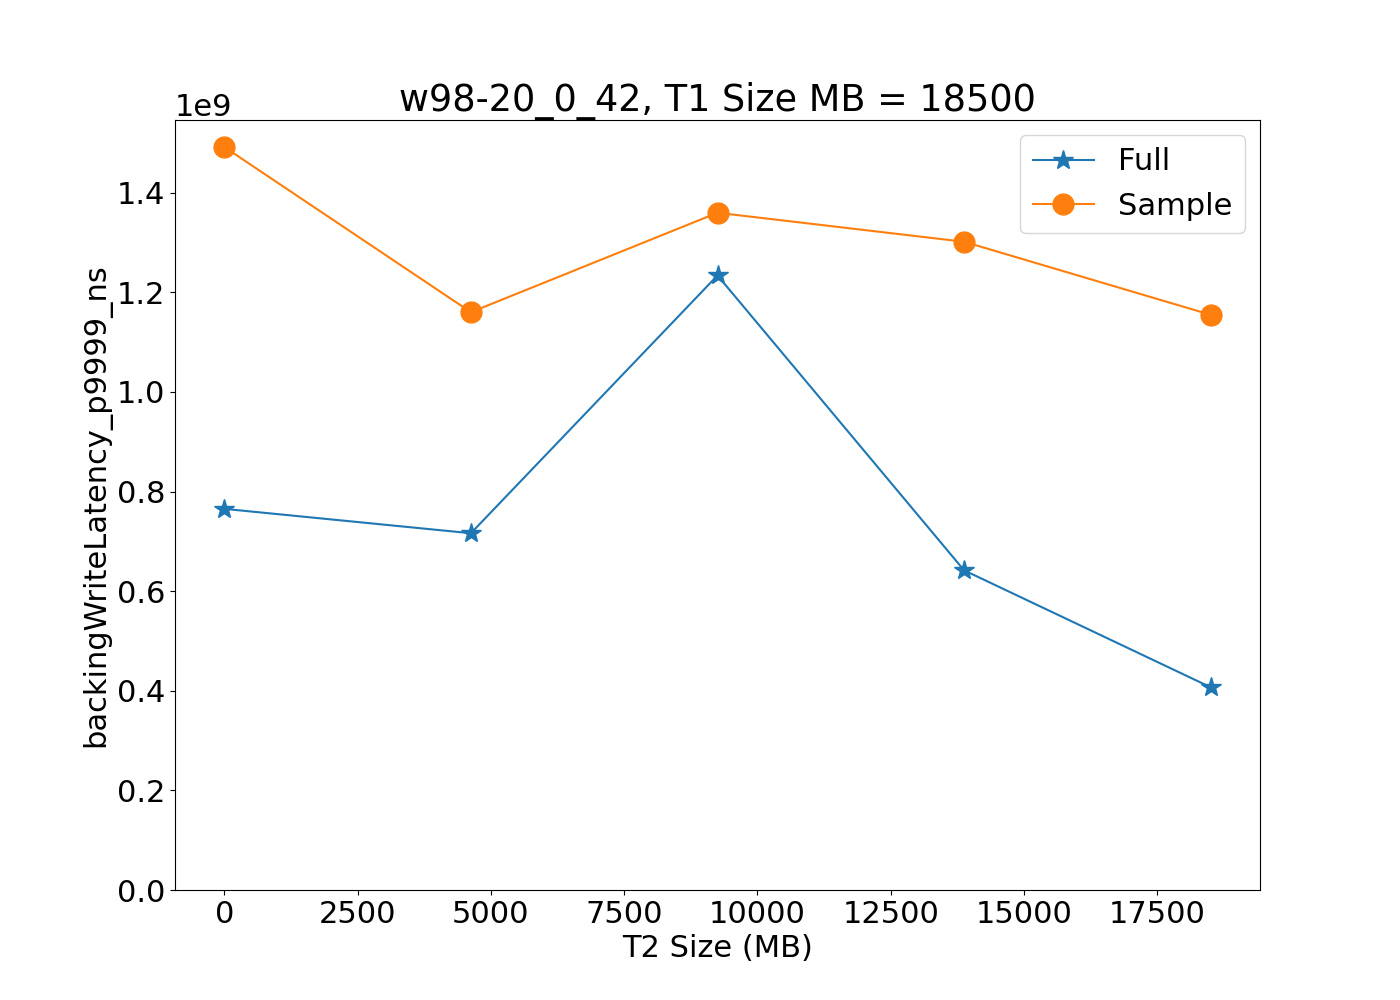 w98-20_0_42, T1 Size MB = 18500
1e9
Full
Sample
1.4
1.2
1.0
0.8
0.6
0.4
0.2
0.0
backingWriteLatency_p9999_ns
0 2500 5000 7500 10000 12500 15000 17500
T2 Size (MB)